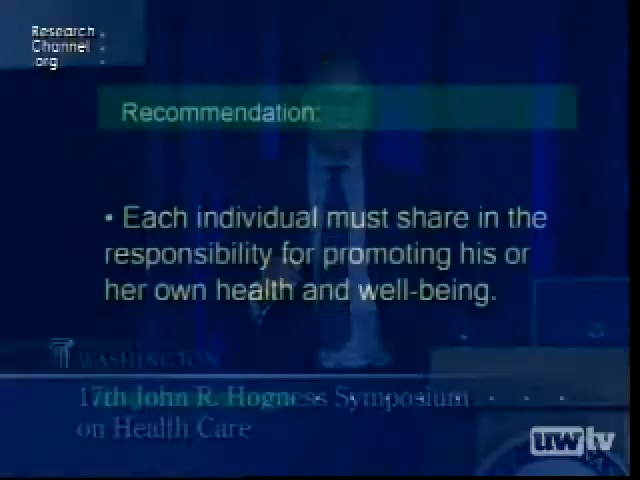 Research
Channel
.org
Recommendation:
• Each individual must share in the
responsibility for promoting his or
her own health and well-being.
WASHINGTON
17th John R. Hogness Symposium
on Health Care
uwtv